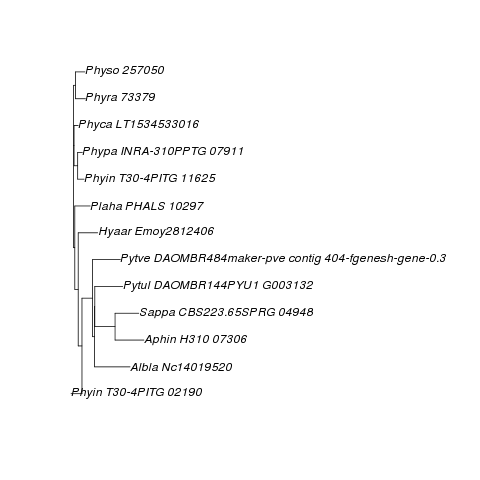 Physo 257050
Phyra 73379
Phyca LT1534533016
Phypa INRA-310PPTG 07911
Phyin T30-4PITG 11625
Plaha PHALS 10297
Hyaar Emoy2812406
Pytve DAOMBR484maker-pve contig 404-fgenesh-gene-0.3
Pytul DAOMBR144PYU1 G003132
Sappa CBS223.65SPRG 04948
Aphin H310 07306
Albla Nc14019520
Phyin T30-4PITG 02190